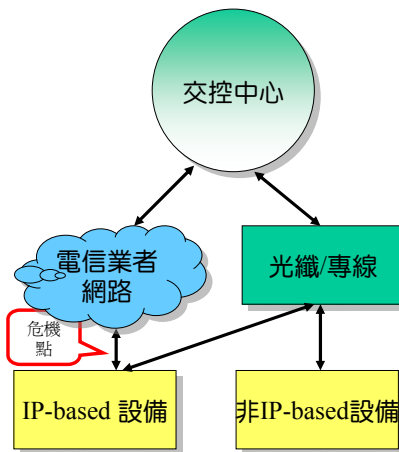 交控中心
電信業者
網路
光纖/專線
危機
點
IP-based 設備
非IP-based設備